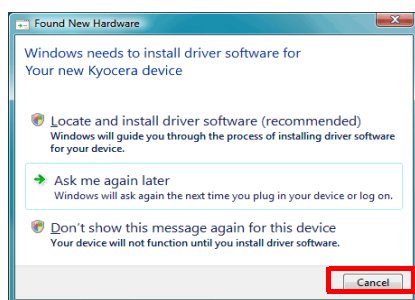 Found New Hardware
Windows needs to install driver software for
Your new Kyocera device
Locate and install driver software (recommended)
Windows will guide you through the process of installing driver software
for your device.
Ask me again later
Windows will ask again the next time you plug in your device or log on.
Don't show this message again for this device
Your device will not function until you install driver software.
Cancel